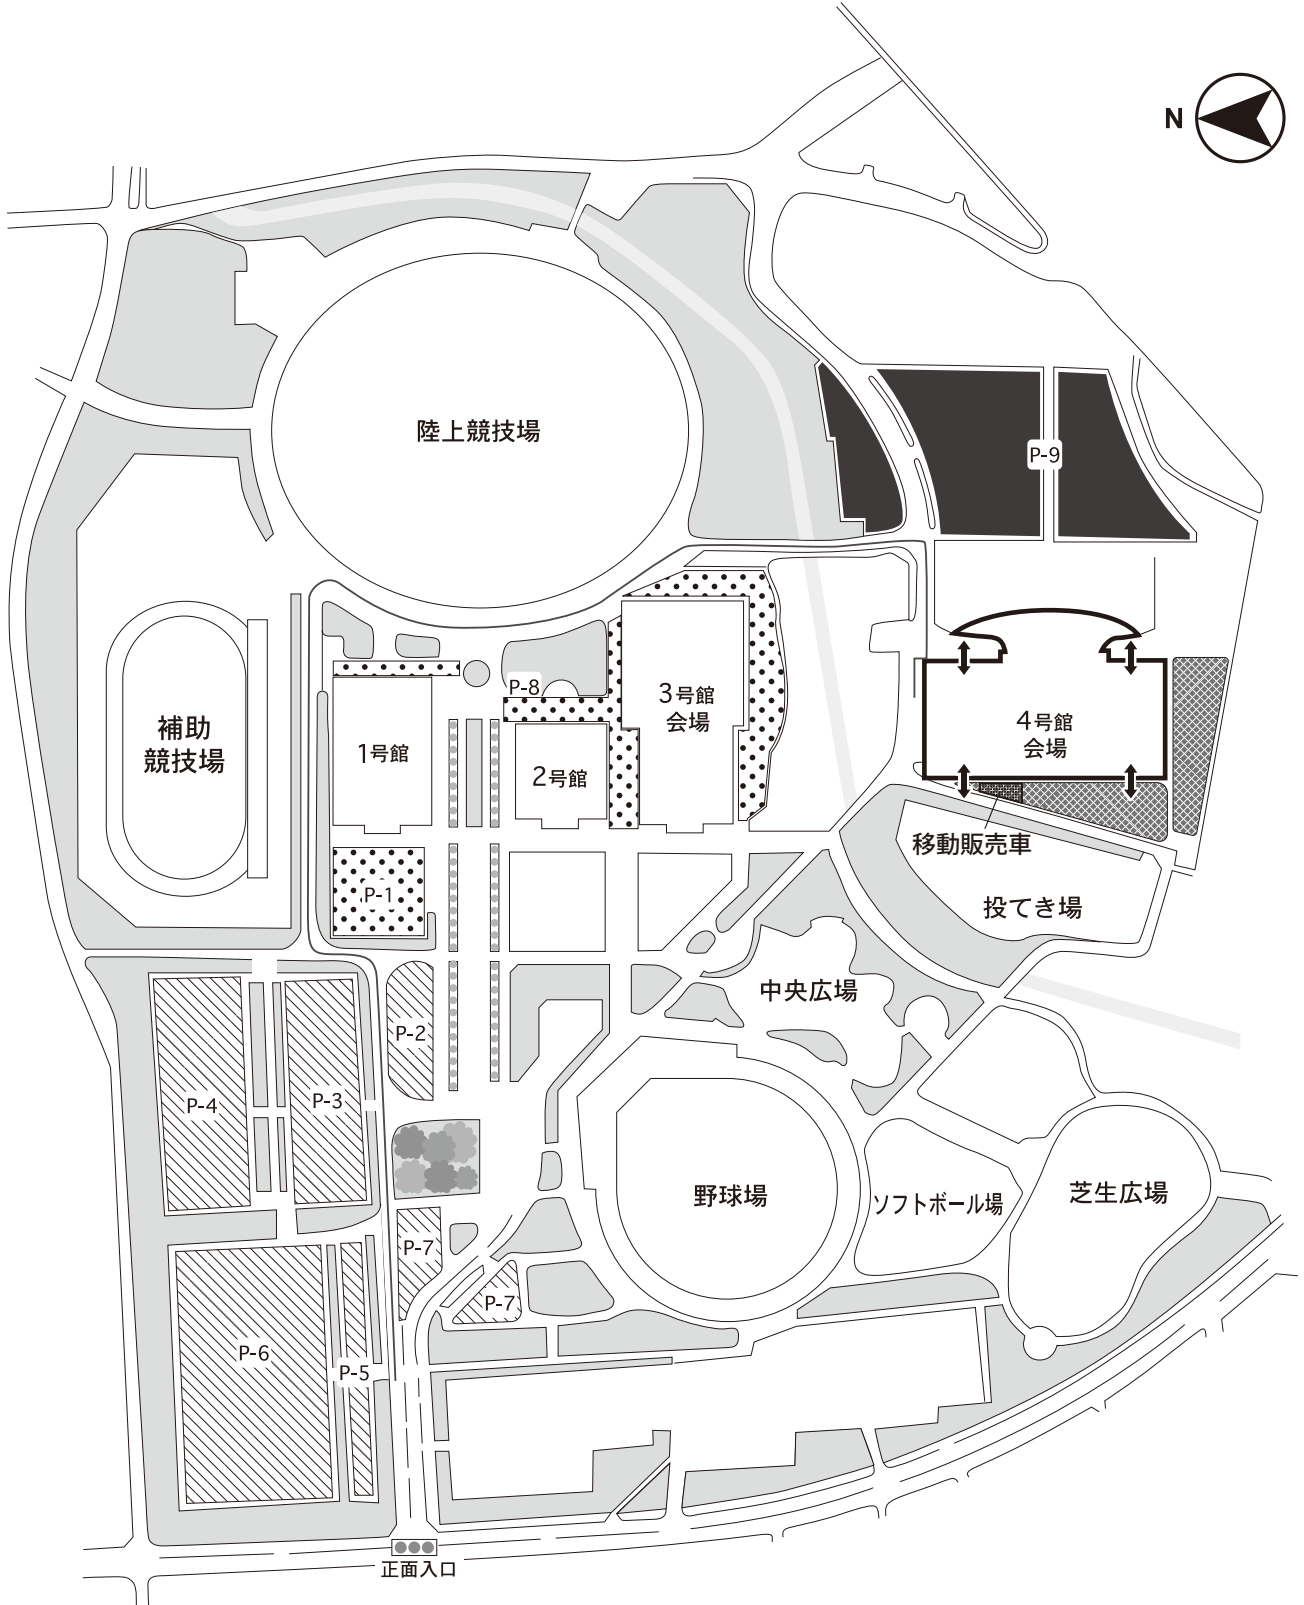 N
陸上競技場
P-9
P-8
3号館
会場
4号館
会場
補助
競技場
1号館
2号館
移動販売車
P-1
投てき場
中央広場
P-2
P-4
P-3
野球場
ソフトボール場
芝生広場
P-7
P-7
P-6
P-5
正面入口